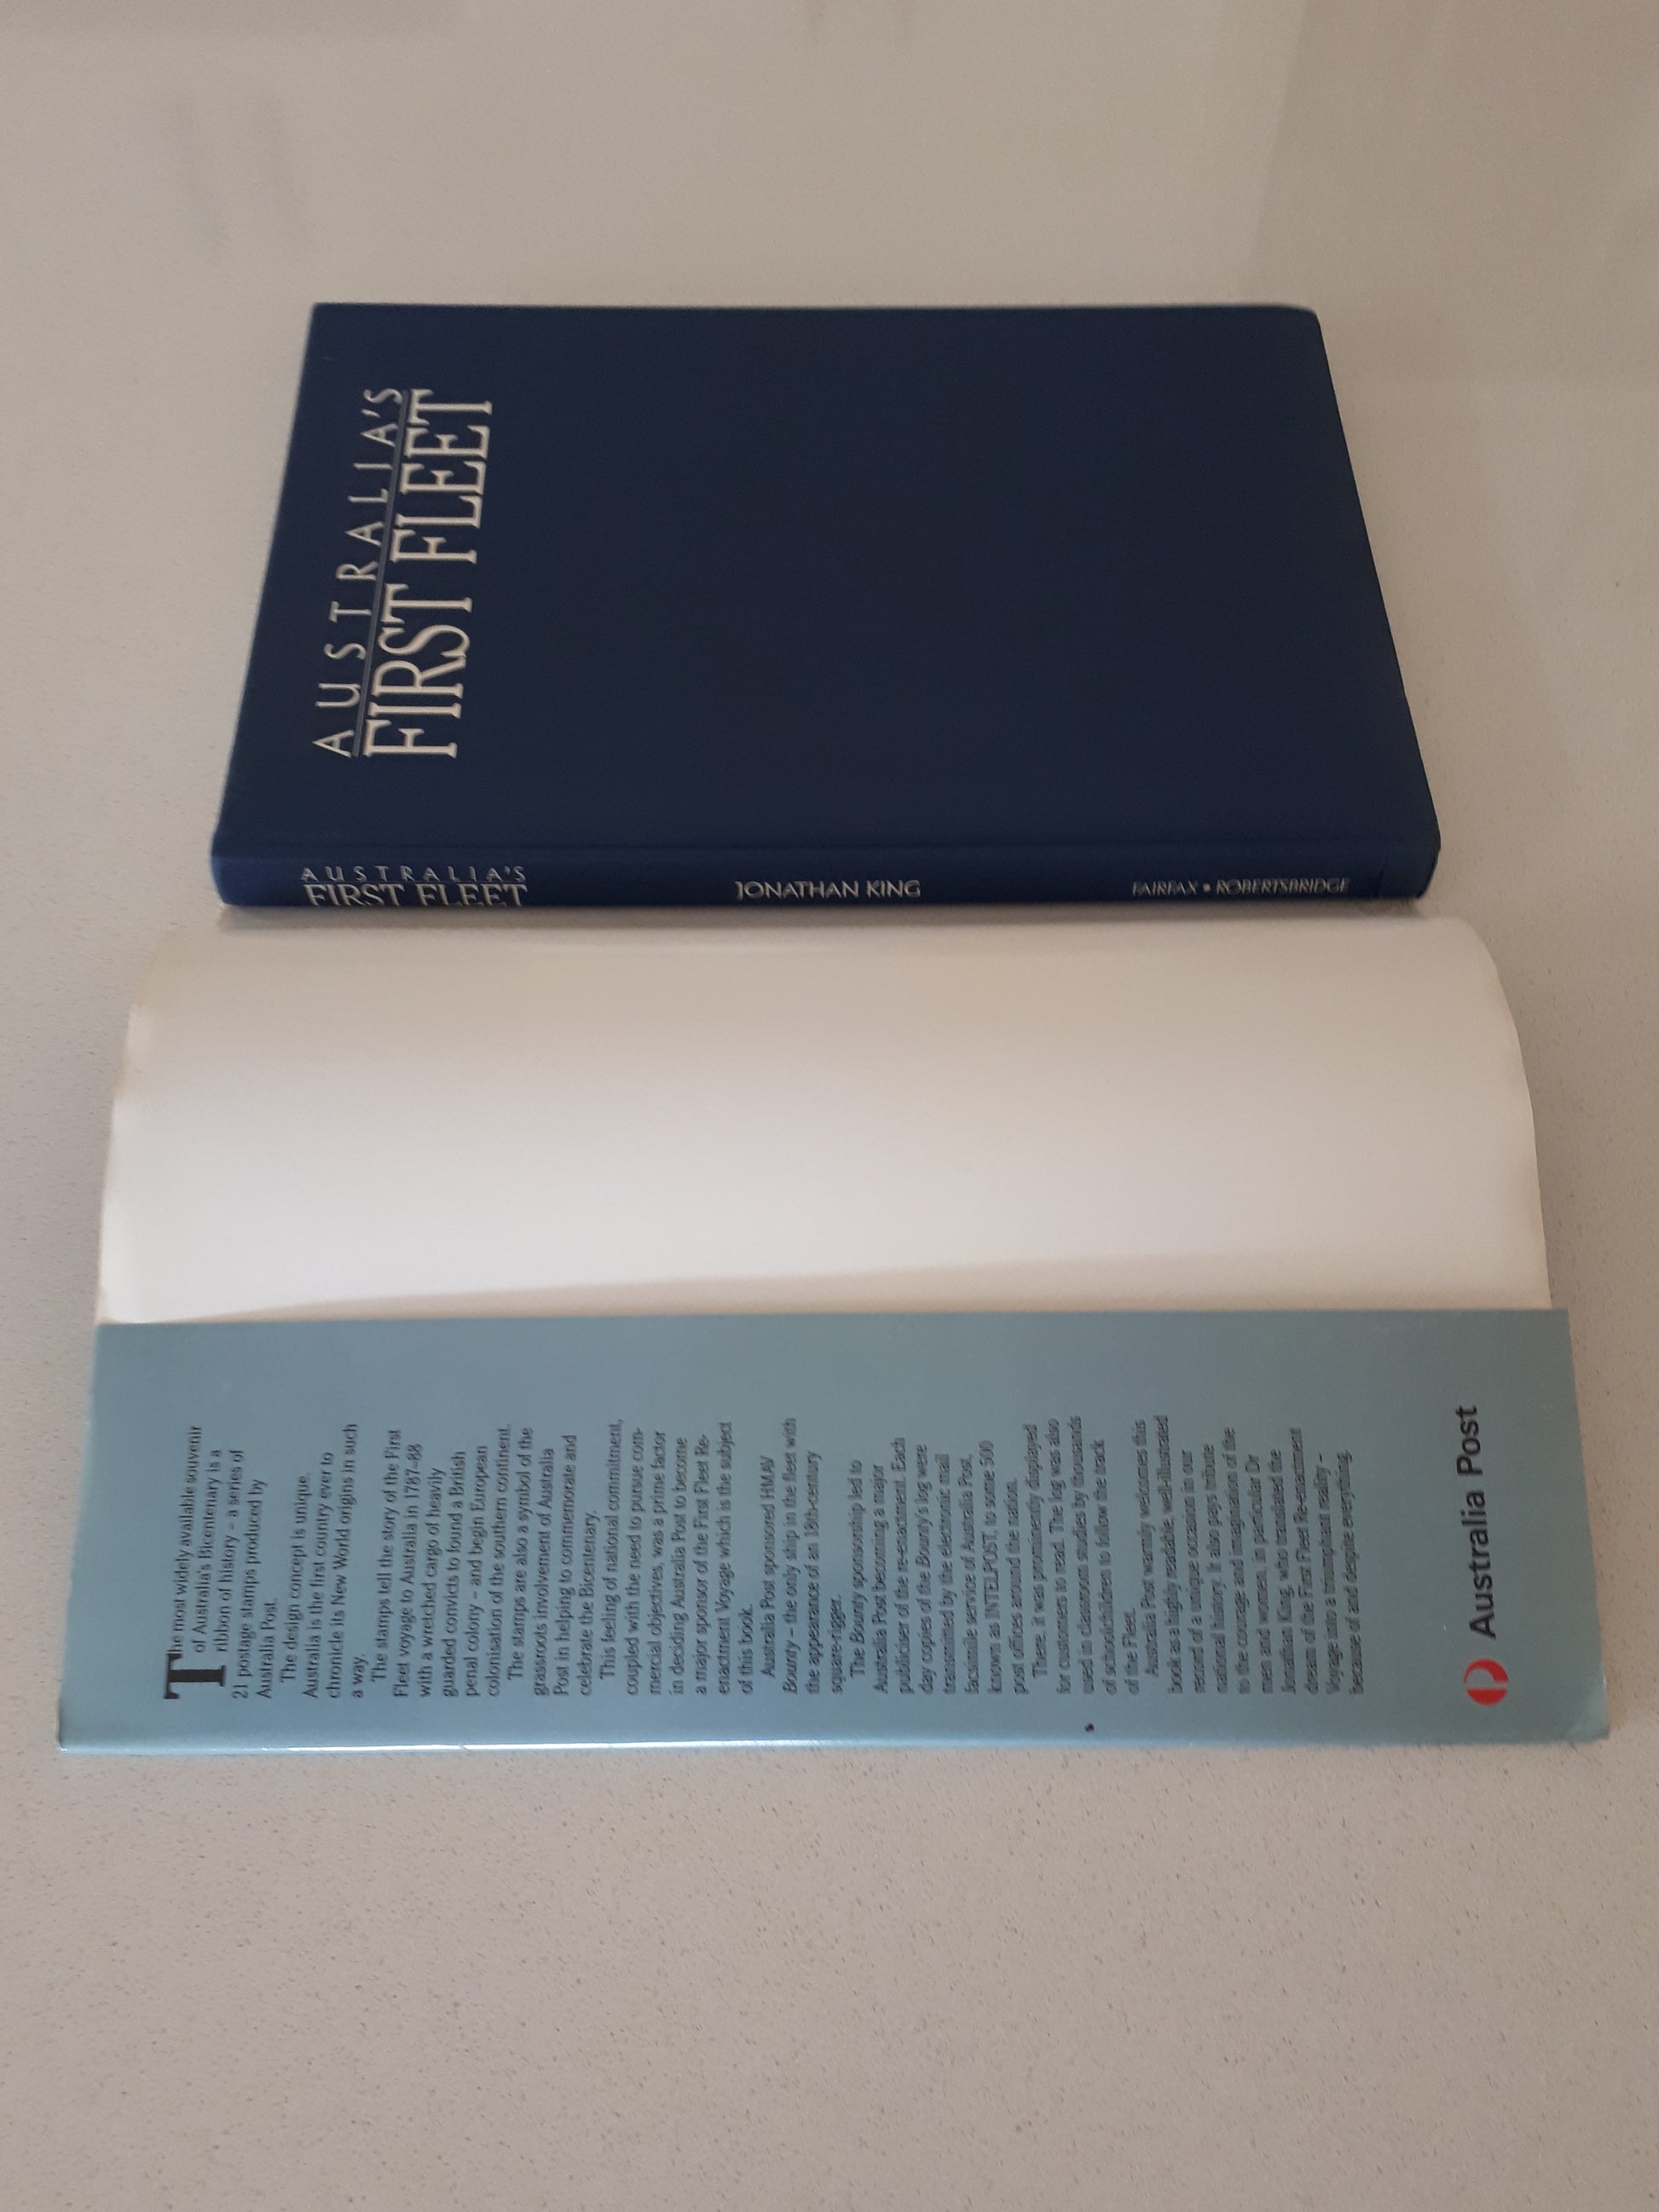 AUSTRALIA'S
FIRST FLEET
AUSTRALIA'S
FIRST FLEET
JONATHAN KING
FAIRFAX • ROBERTSBRIDGE
The most widely available souvenir
of Australia's Bicentenary is a
ribbon of history – a series of
21 postage stamps produced by
Australia Post.
The design concept is unique.
Australia is the first country ever to
chronicle its New World origins in such
a way.
The stamps tell the story of the First
Fleet voyage to Australia in 1787–88
with a wretched cargo of heavily
guarded convicts to found a British
penal colony – and begin European
colonisation of the southern continent.
The stamps are also a symbol of the
grassroots involvement of Australia
Post in helping to commemorate and
celebrate the Bicentenary.
This feeling of national commitment,
coupled with the need to pursue com-
mercial objectives, was a prime factor
in deciding Australia Post to become
a major sponsor of the First Fleet Re-
enactment Voyage which is the subject
of this book.
Australia Post sponsored HMAV
Bounty – the only ship in the fleet with
the appearance of an 18th-century
square-rigger.
The Bounty sponsorship led to
Australia Post becoming a major
publicier of the re-enactment. Each
day copies of the Bounty's log were
transmitted by the electronic mail
facsimile service of Australia Post,
known as INTELPOST, to some 500
post offices around the nation.
There, it was prominently displayed
for customers to read. The log was also
used in classroom studies by thousands
of schoolchildren to follow the track
of the Fleet.
Australia Post warmly welcomes this
book as a highly readable, well-illustrated
record of a unique occasion in our
national history. It also pays tribute
to the courage and imagination of the
men and women, in particular Dr
Jonathan King, who translated the
dream of the First Fleet Re-enactment
Voyage into a triumphant reality –
because of and despite everything.
Australia Post